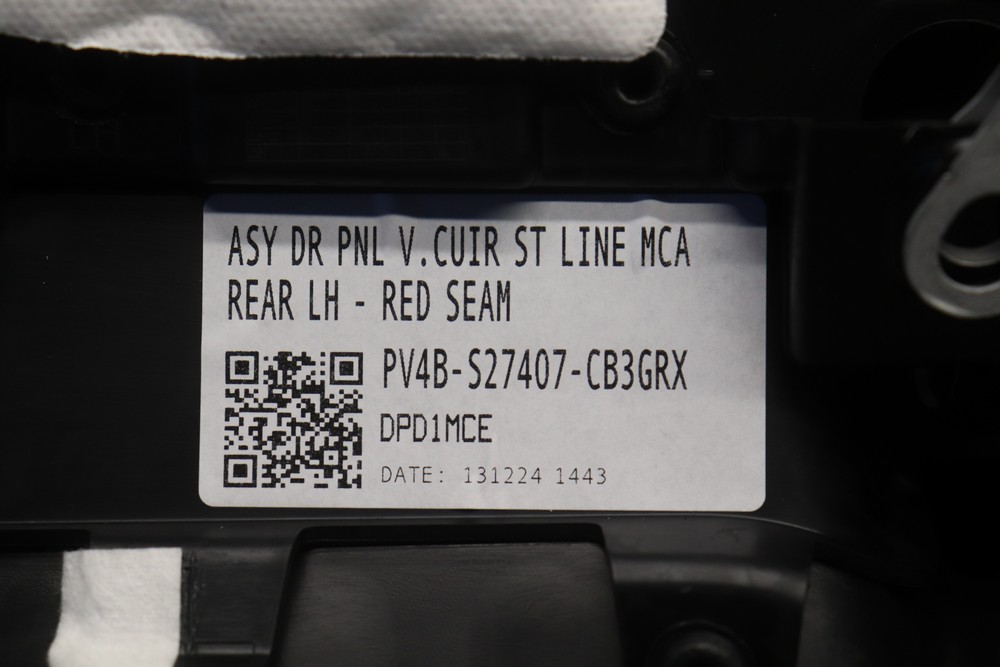 ASY DR PNL V.CUIR ST LINE MCA
REAR LH - RED SEAM
PV4B-S27407-CB3GRX
DPD1MCE
DATE: 131224 1443